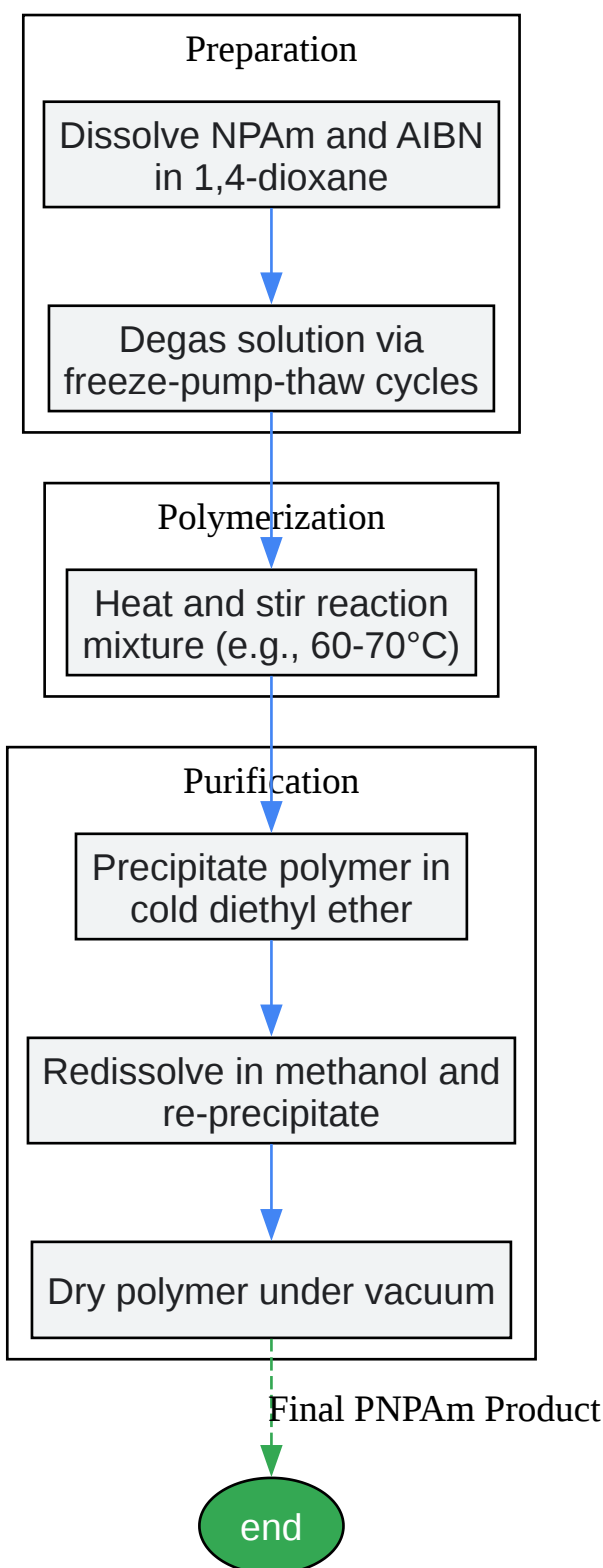 Preparation
Dissolve NPAm and AIBN
in 1,4-dioxane
Degas solution via
freeze-pump-thaw cycles
Polymerization
Heat and stir reaction
mixture (e.g., 60-70°C)
Purification
Precipitate polymer in
cold diethyl ether
Redissolve in methanol and
re-precipitate
Dry polymer under vacuum
Final PNPAm Product
end